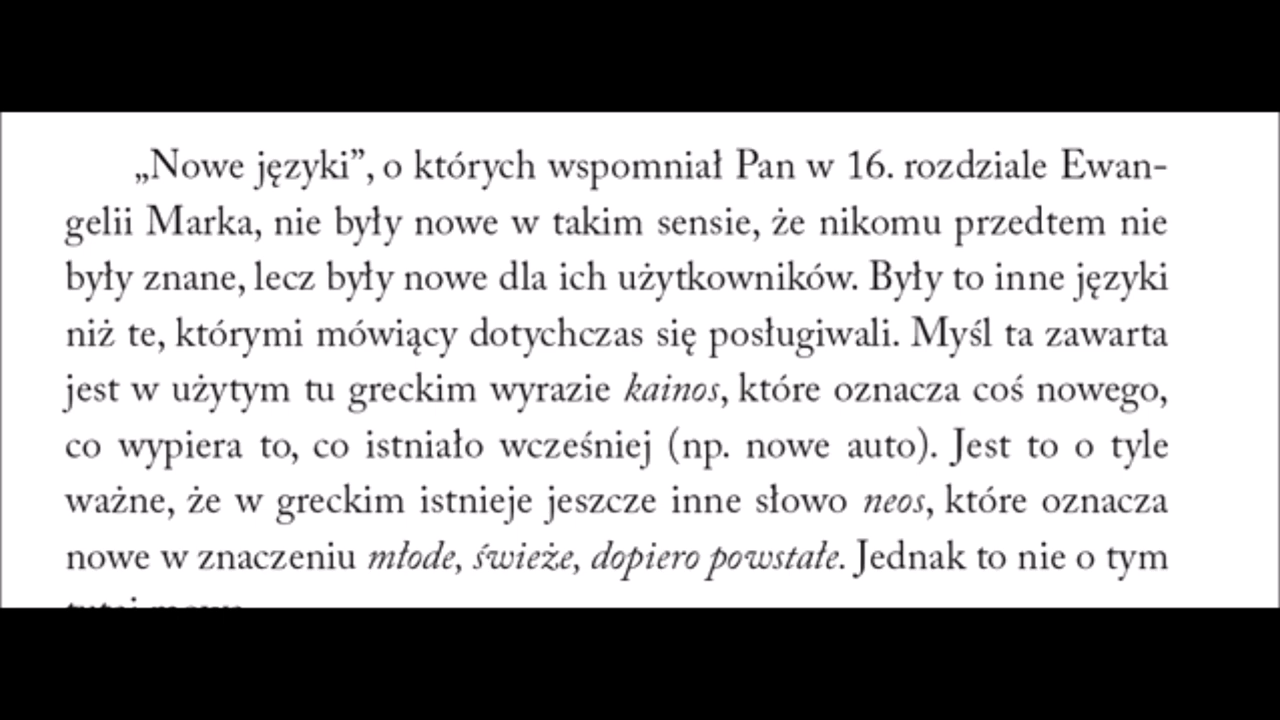 „Nowe języki”, o których wspomniał Pan w 16. rozdziale Ewan-
gelii Marka, nie były nowe w takim sensie, że nikomu przedtem nie
były znane, lecz były nowe dla ich użytkowników. Były to inne języki
niż te, którymi mówiący dotychczas się posługiwali. Myśl ta zawarta
jest w użytym tu greckim wyrazie kainos, które oznacza coś nowego,
co wypiera to, co istniało wcześniej (np. nowe auto). Jest to o tyle
ważne, że w greckim istnieje jeszcze inne słowo neos, które oznacza
nowe w znaczeniu młode, świeże, dopiero powstałe. Jednak to nie o tym